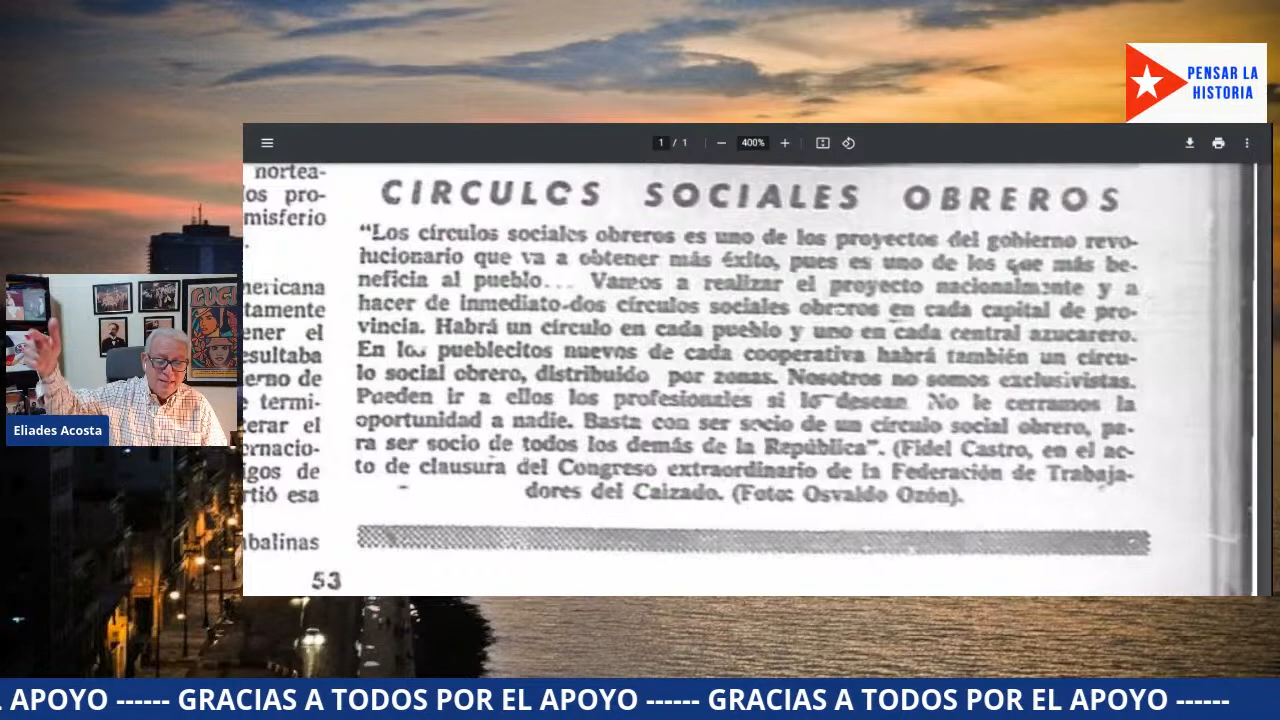 PENSAR LA
HISTORIA
1 / 1
400%
nortea-
los pro-
misferio
mericana
tamente
ener el
esultaba
erno de
termi-
erar el
ernacio-
igos de
rtió esa
balinas
53
CIRCULOS SOCIALES OBREROS
"Los círculos sociales obreros es uno de los proyectos del gobierno revo-
lucionario que va a obtener más éxito, pues es uno de los que más be-
neficia al pueblo... Vamos a realizar el proyecto nacionalmente y a
hacer de inmediato dos círculos sociales obreros en cada capital de pro-
vincia. Habrá un círculo en cada pueblo y uno en cada central azucarero.
En los pueblecitos nuevos de cada cooperativa habrá también un círcu-
lo social obrero, distribuido por zonas. Nosotros no somos exclusivistas.
Pueden ir a ellos los profesionales si lo desean No le cerramos la
oportunidad a nadie. Basta con ser socio de un círculo social obrero, pa-
ra ser socio de todos los demás de la República". (Fidel Castro, en el ac-
to de clausura del Congreso extraordinario de la Federación de Trabaja-
dores del Calzado. (Foto: Osvaldo Ozón).
Eliades Acosta
APOYO ------ GRACIAS A TODOS POR EL APOYO ------ GRACIAS A TODOS POR EL APOYO ------